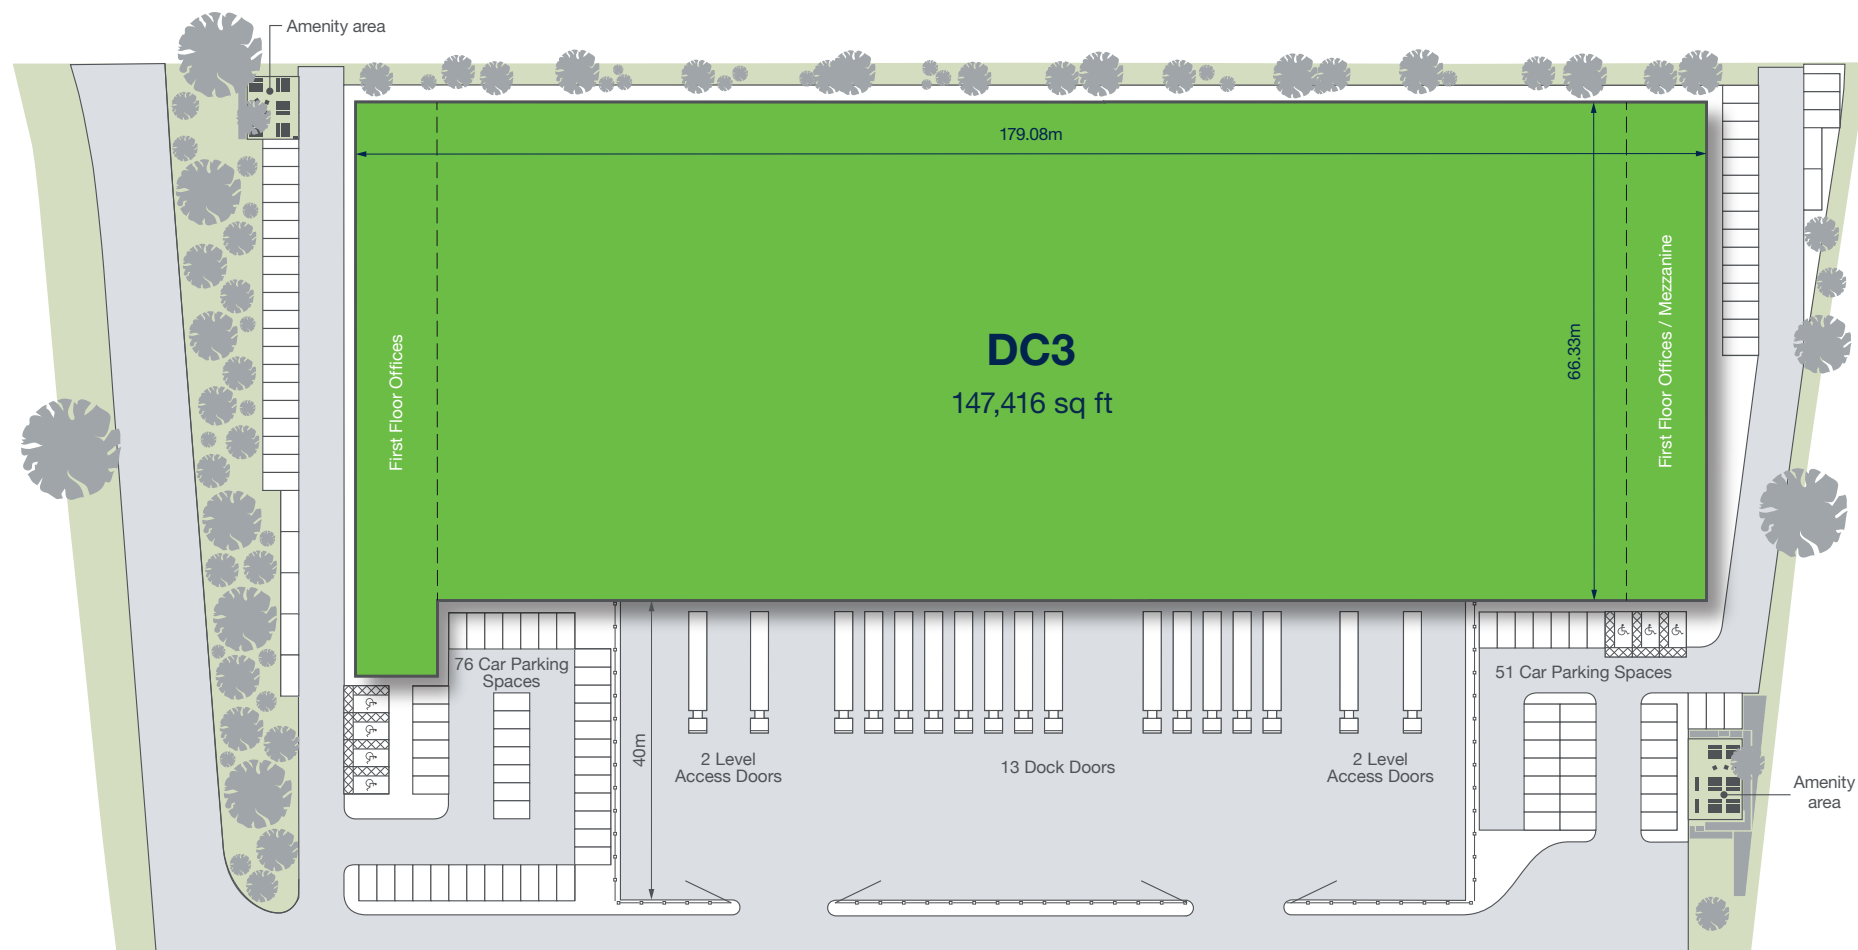 Amenity area
179.08m
First Floor Offices
DC3
147,416 sq ft
66.33m
First Floor Offices / Mezzanine
76 Car Parking
Spaces
51 Car Parking Spaces
40m
2 Level
Access Doors
13 Dock Doors
2 Level
Access Doors
Amenity
area